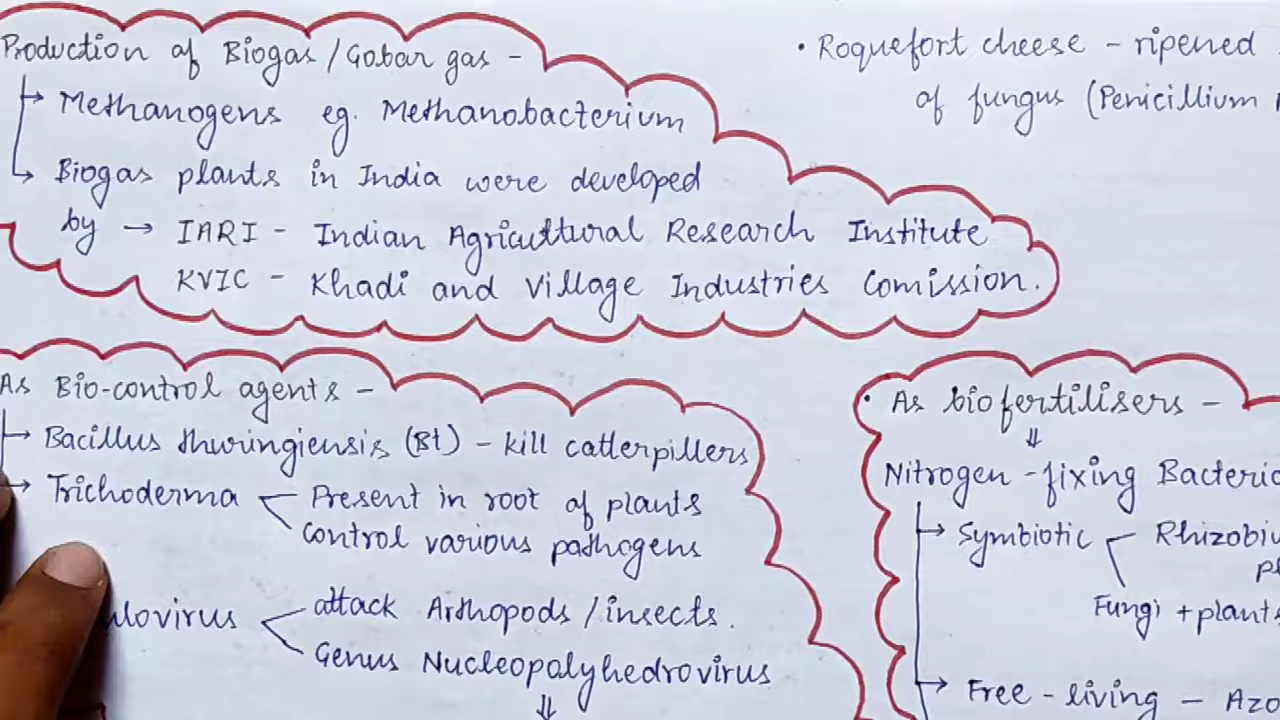 Production of Biogas/Gobar gas -
→ Methanogens eg. Methanobacterium
→ Biogas plants in India were developed
by → IARI - Indian Agricultural Research Institute
KVIC - Khadi and Village Industries Comission.
• Roquefort cheese - ripened
of fungus (Penicillium
As Bio-control agents -
→ Bacillus thuringiensis (Bt) - kill catterpillers
→ Trichoderma Present in root of plants
control various pathogens
attack Arthopods/insects.
Genus Nucleopolyhedrovirus
⇓
• As biofertilisers -
⇓
Nitrogen-fixing
→ Symbiotic
Fungi + plants
→ Free-living -